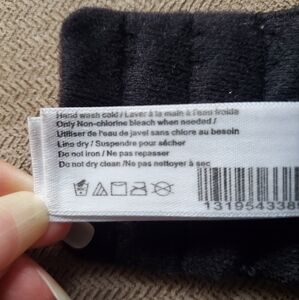 Hand wash cold / Laver à la main à l'eau froide
Only Non-chlorine bleach when needed /
Utiliser de l'eau de javel sans chlore au besoin
Line dry / Suspendre pour sécher
Do not iron / Ne pas repasser
Do not dry clean / Ne pas nettoyer à sec
131954338